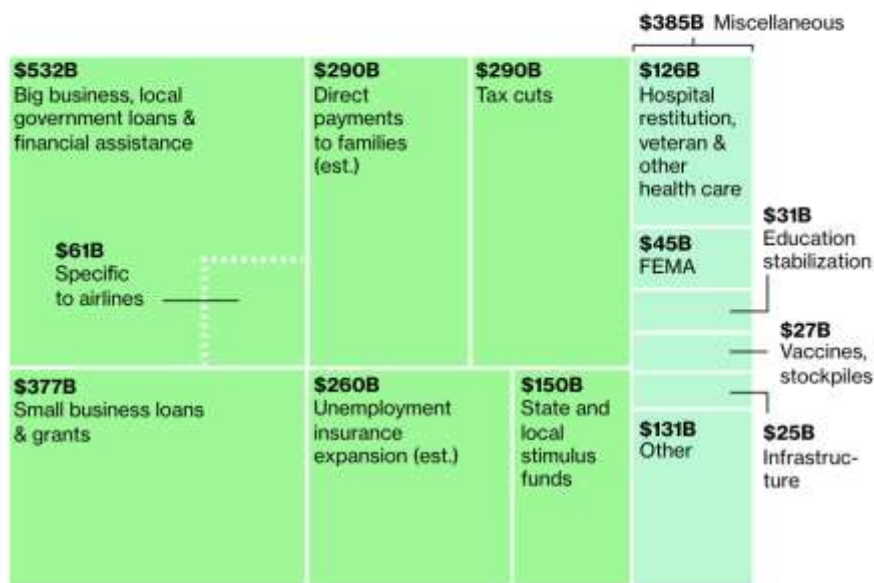 $385B Miscellaneous
$532B
Big business, local
government loans &
financial assistance
$290B
Direct
payments
to families
(est.)
$290B
Tax cuts
$126B
Hospital
restitution,
veteran &
other
health care
$61B
Specific
to airlines
$45B
FEMA
$31B
Education
stabilization
$27B
Vaccines,
stockpiles
$377B
Small business loans
& grants
$260B
Unemployment
insurance
expansion (est.)
$150B
State and
local
stimulus
funds
$131B
Other
$25B
Infrastruc-
ture